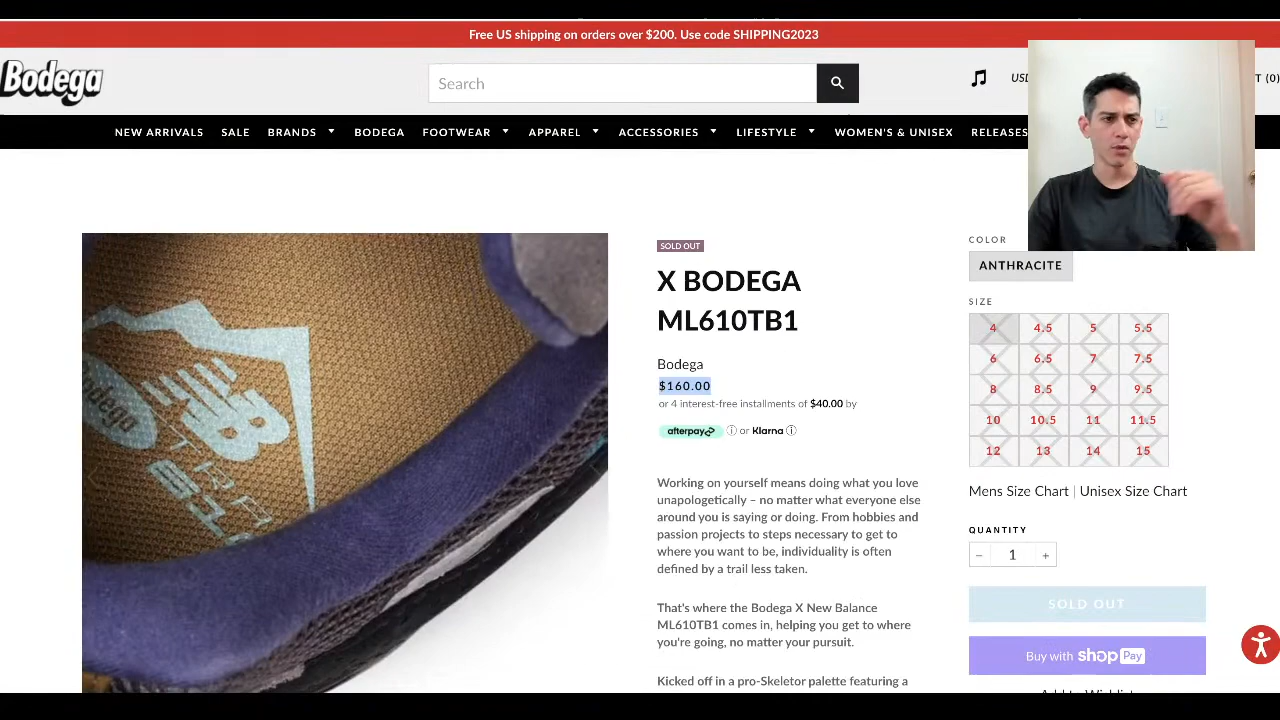 Free US shipping on orders over $200. Use code SHIPPING2023
Bodega
Search
USD
T (0)
NEW ARRIVALS SALE BRANDS BODEGA FOOTWEAR APPAREL ACCESSORIES LIFESTYLE WOMEN'S & UNISEX RELEASES
SOLD OUT
X BODEGA
ML610TB1
Bodega
$160.00
or 4 interest-free installments of $40.00 by
afterpay or Klarna
Working on yourself means doing what you love
unapologetically – no matter what everyone else
around you is saying or doing. From hobbies and
passion projects to steps necessary to get to
where you want to be, individuality is often
defined by a trail less taken.
That's where the Bodega X New Balance
ML610TB1 comes in, helping you get to where
you're going, no matter your pursuit.
Kicked off in a pro-Skeletor palette featuring a
COLOR
ANTHRACITE
SIZE
4 4.5 5 5.5
6 6.5 7 7.5
8 8.5 9 9.5
10 10.5 11 11.5
12 13 14 15
Mens Size Chart | Unisex Size Chart
QUANTITY
− 1 +
SOLD OUT
Buy with shop Pay
Add to Wishlist
Bodega
NB